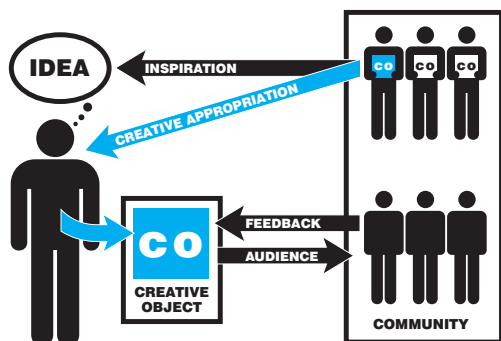 IDEA
INSPIRATION
co co co
CREATIVE APPROPRIATION
FEEDBACK
co
AUDIENCE
CREATIVE
OBJECT
COMMUNITY